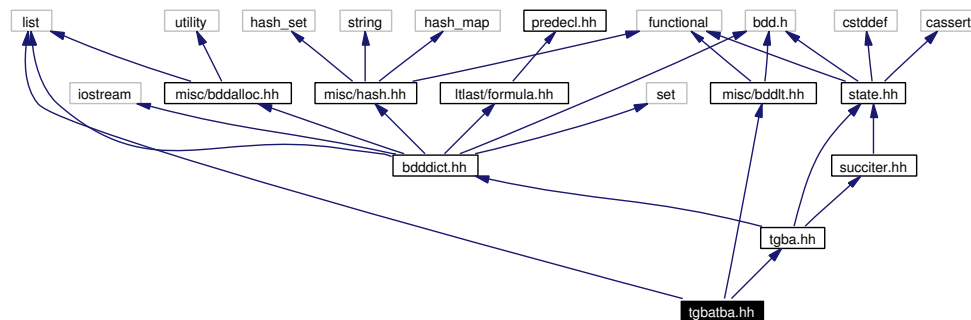 list
utility
hash_set
string
hash_map
predecl.hh
functional
bdd.h
cstddef
cassert
iostream
misc/bddalloc.hh
misc/hash.hh
ltlast/formula.hh
set
misc/bddlt.hh
state.hh
bdddict.hh
succiter.hh
tgba.hh
tgbatba.hh